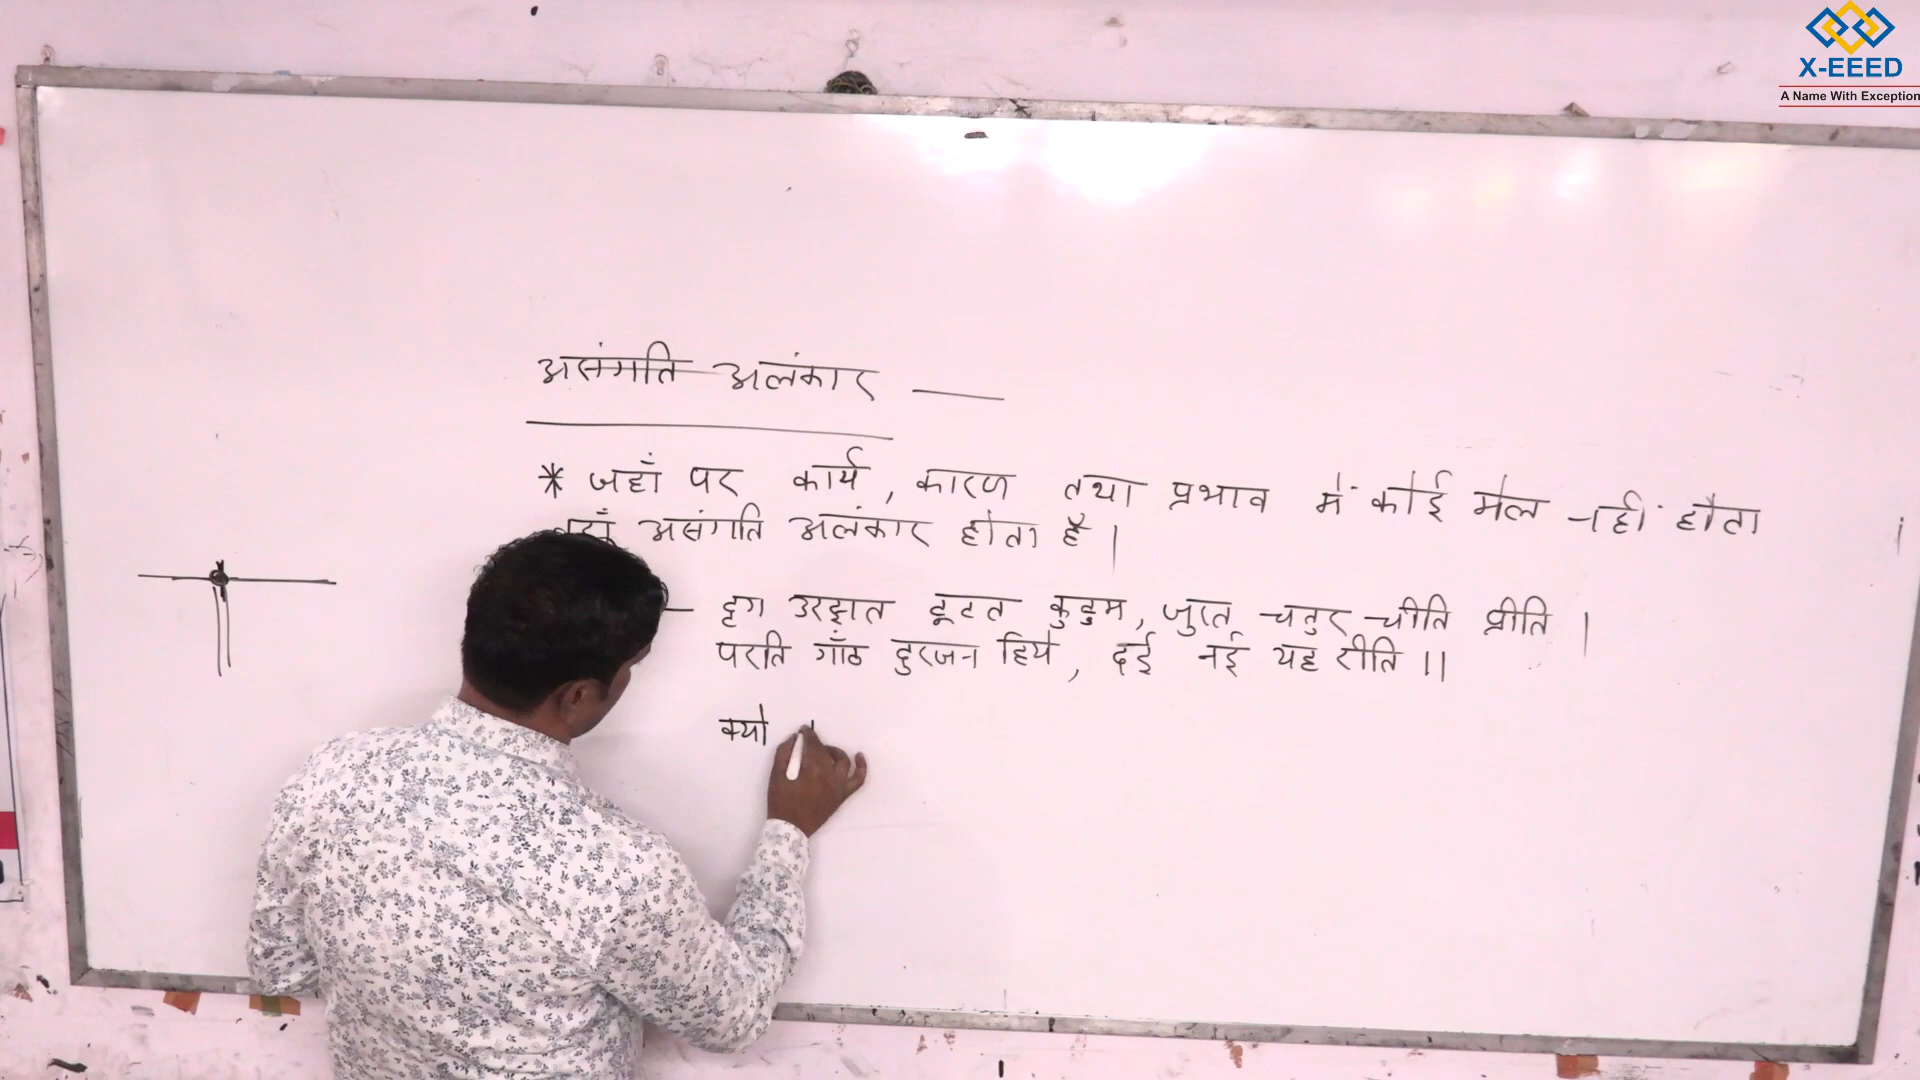 X-EEED
A Name With Exception
असंगति अलंकार —
* जहाँ पर कार्य, कारण तथा प्रभाव में कोई मेल नहीं होता
असंगति अलंकार होता है |
— दृग उरझत टूटत कुटुम, जुरत चतुर चीति प्रीति |
परति गाँठ दुरजन हिये, दई नई यह रीति ||
क्यो